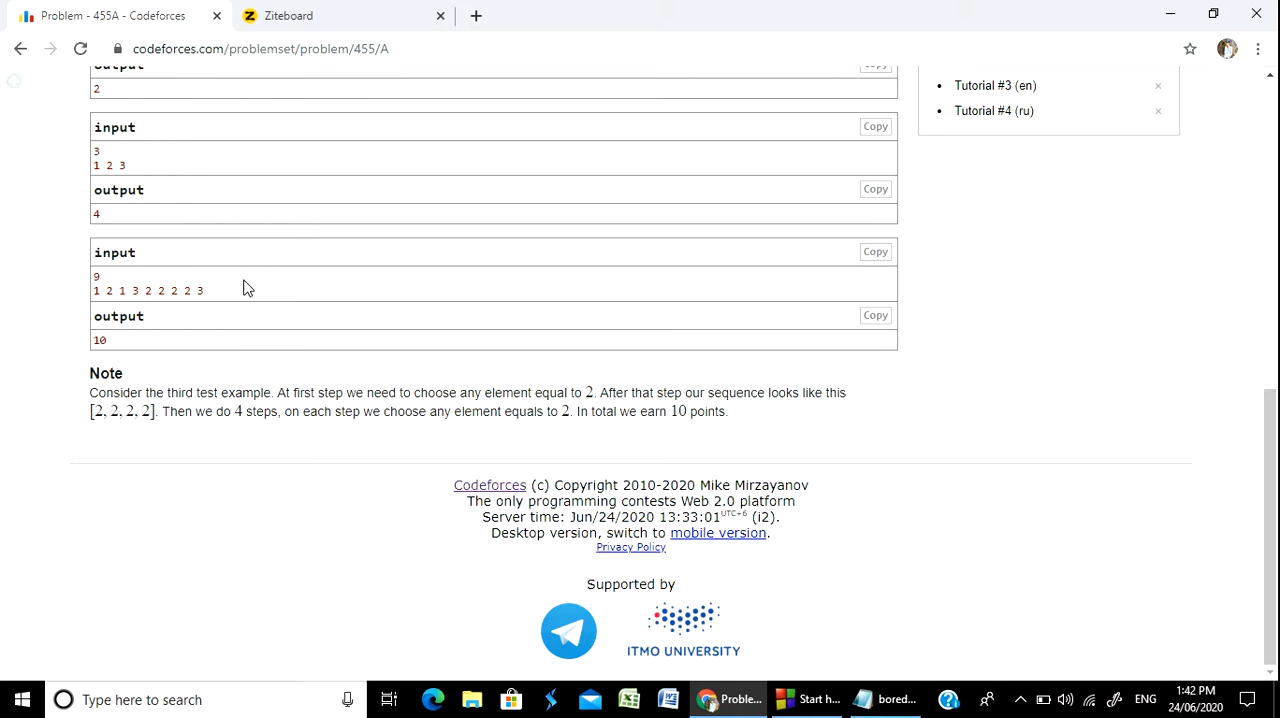 Problem - 455A - Codeforces
Ziteboard
codeforces.com/problemset/problem/455/A
output
Copy
2
Tutorial #3 (en)
Tutorial #4 (ru)
input
Copy
3
1 2 3
output
Copy
4
input
Copy
9
1 2 1 3 2 2 2 2 3
output
Copy
10
Note
Consider the third test example. At first step we need to choose any element equal to 2. After that step our sequence looks like this
[2, 2, 2, 2]. Then we do 4 steps, on each step we choose any element equals to 2. In total we earn 10 points.
Codeforces (c) Copyright 2010-2020 Mike Mirzayanov
The only programming contests Web 2.0 platform
Server time: Jun/24/2020 13:33:01 UTC+6 (i2).
Desktop version, switch to mobile version.
Privacy Policy
Supported by
ITMO UNIVERSITY
Type here to search
Proble...
Start h...
bored...
ENG
1:42 PM
24/06/2020